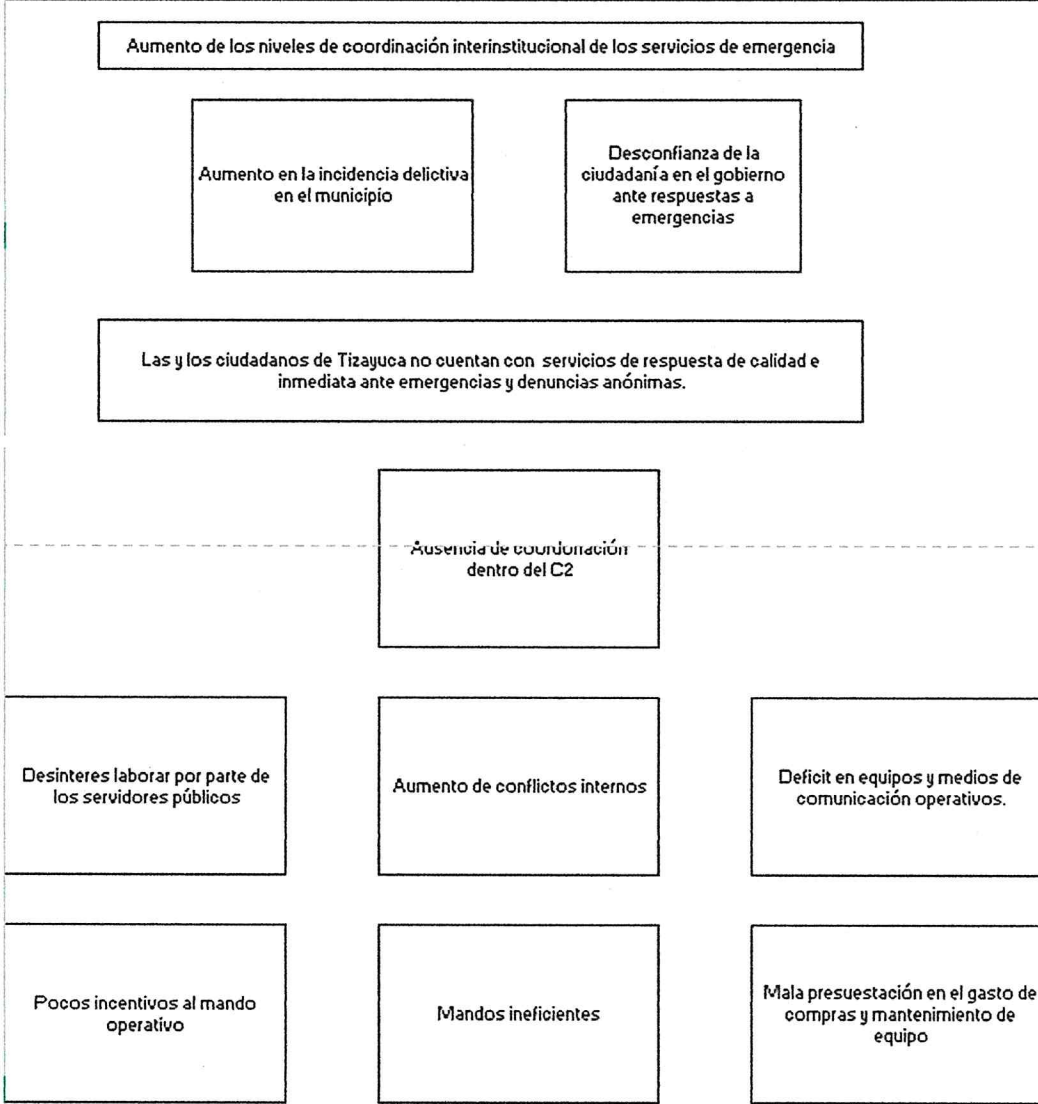 Aumento de los niveles de coordinación interinstitucional de los servicios de emergencia
Aumento en la incidencia delictiva
en el municipio
Desconfianza de la
ciudadanía en el gobierno
ante respuestas a
emergencias
Las y los ciudadanos de Tizayuca no cuentan con servicios de respuesta de calidad e
inmediata ante emergencias y denuncias anónimas.
Ausencia de coordonación
dentro del C2
Desinteres laborar por parte de
los servidores públicos
Aumento de conflictos internos
Deficit en equipos y medios de
comunicación operativos.
Pocos incentivos al mando
operativo
Mandos ineficientes
Mala presuestación en el gasto de
compras y mantenimiento de
equipo